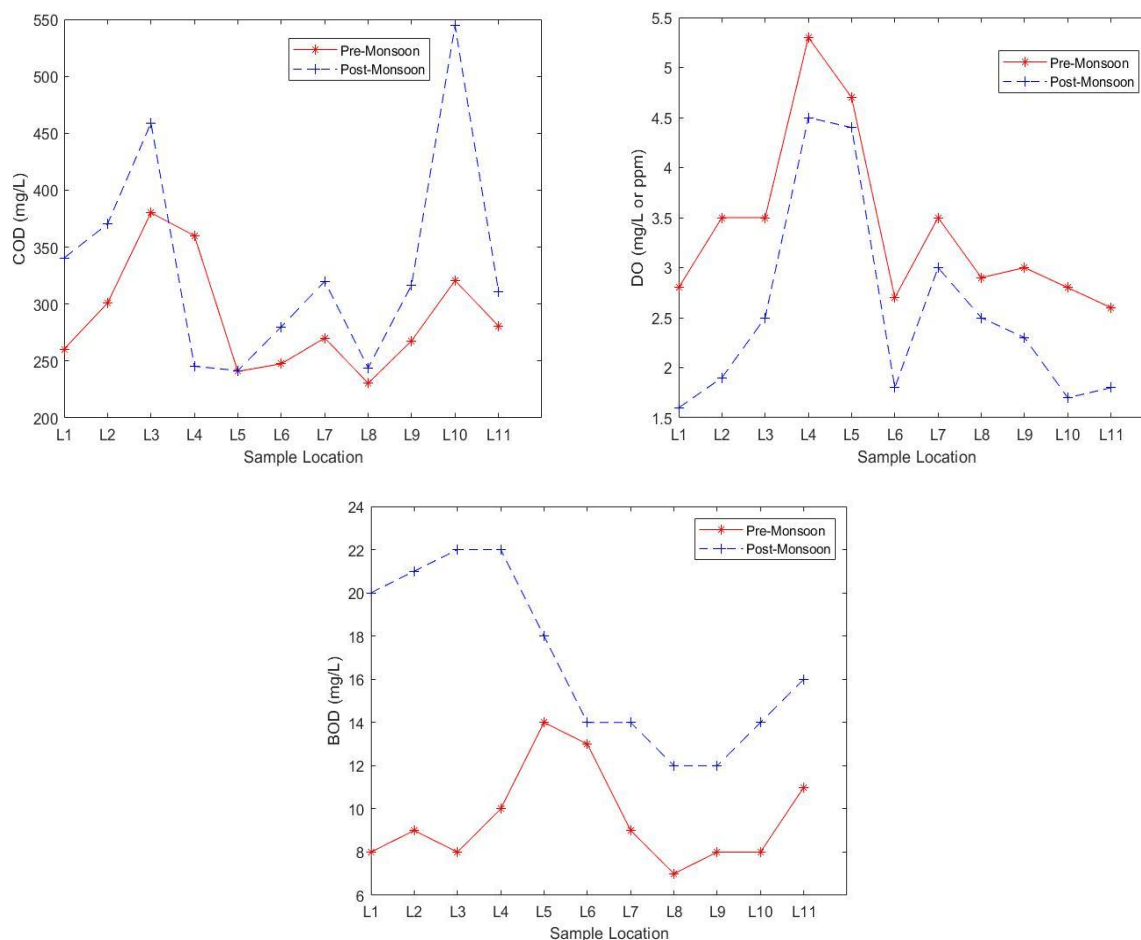 550
500
450
400
350
300
250
200
COD (mg/L)
Pre-Monsoon
Post-Monsoon
L1 L2 L3 L4 L5 L6 L7 L8 L9 L10 L11
Sample Location
5.5
5
4.5
4
3.5
3
2.5
2
1.5
DO (mg/L or ppm)
Pre-Monsoon
Post-Monsoon
L1 L2 L3 L4 L5 L6 L7 L8 L9 L10 L11
Sample Location
24
22
20
18
16
14
12
10
8
6
BOD (mg/L)
Pre-Monsoon
Post-Monsoon
L1 L2 L3 L4 L5 L6 L7 L8 L9 L10 L11
Sample Location